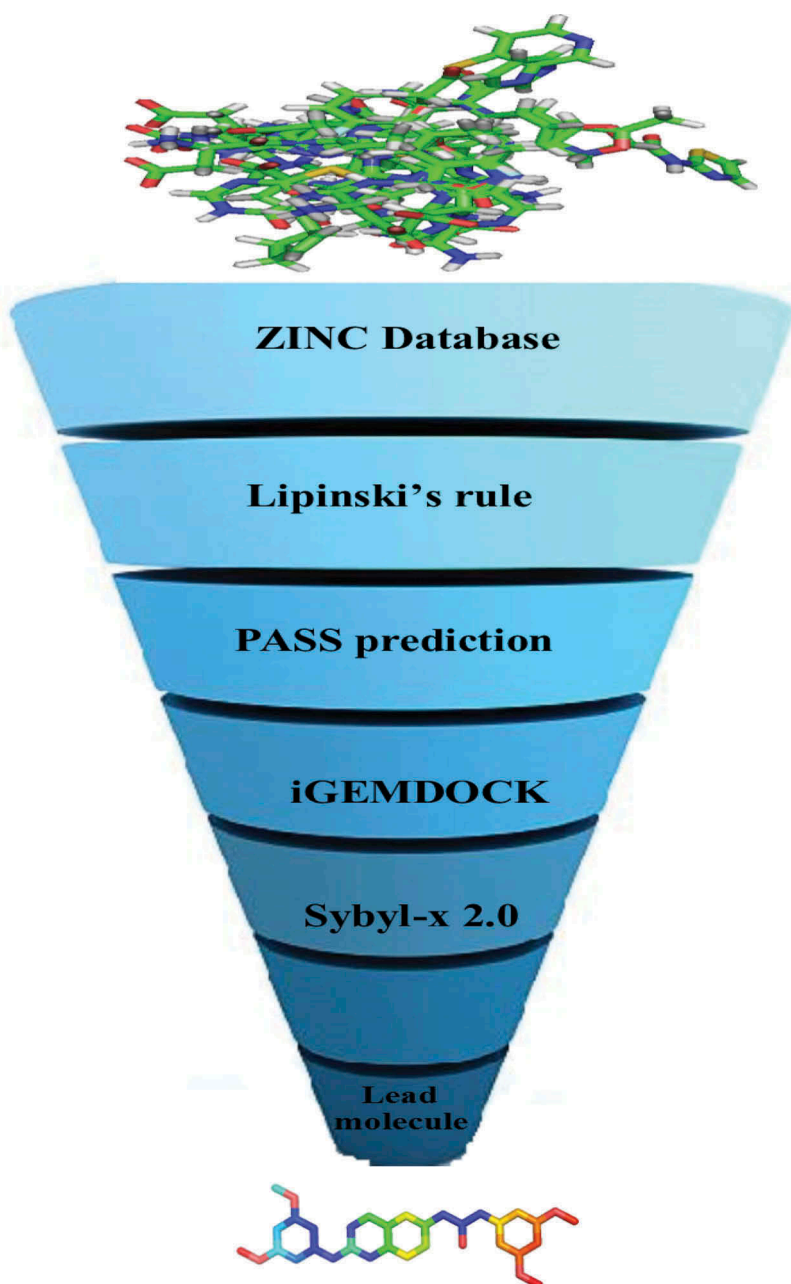 ZINC Database
Lipinski’s rule
PASS prediction
iGEMDOCK
Sybyl-x 2.0
Lead
molecule